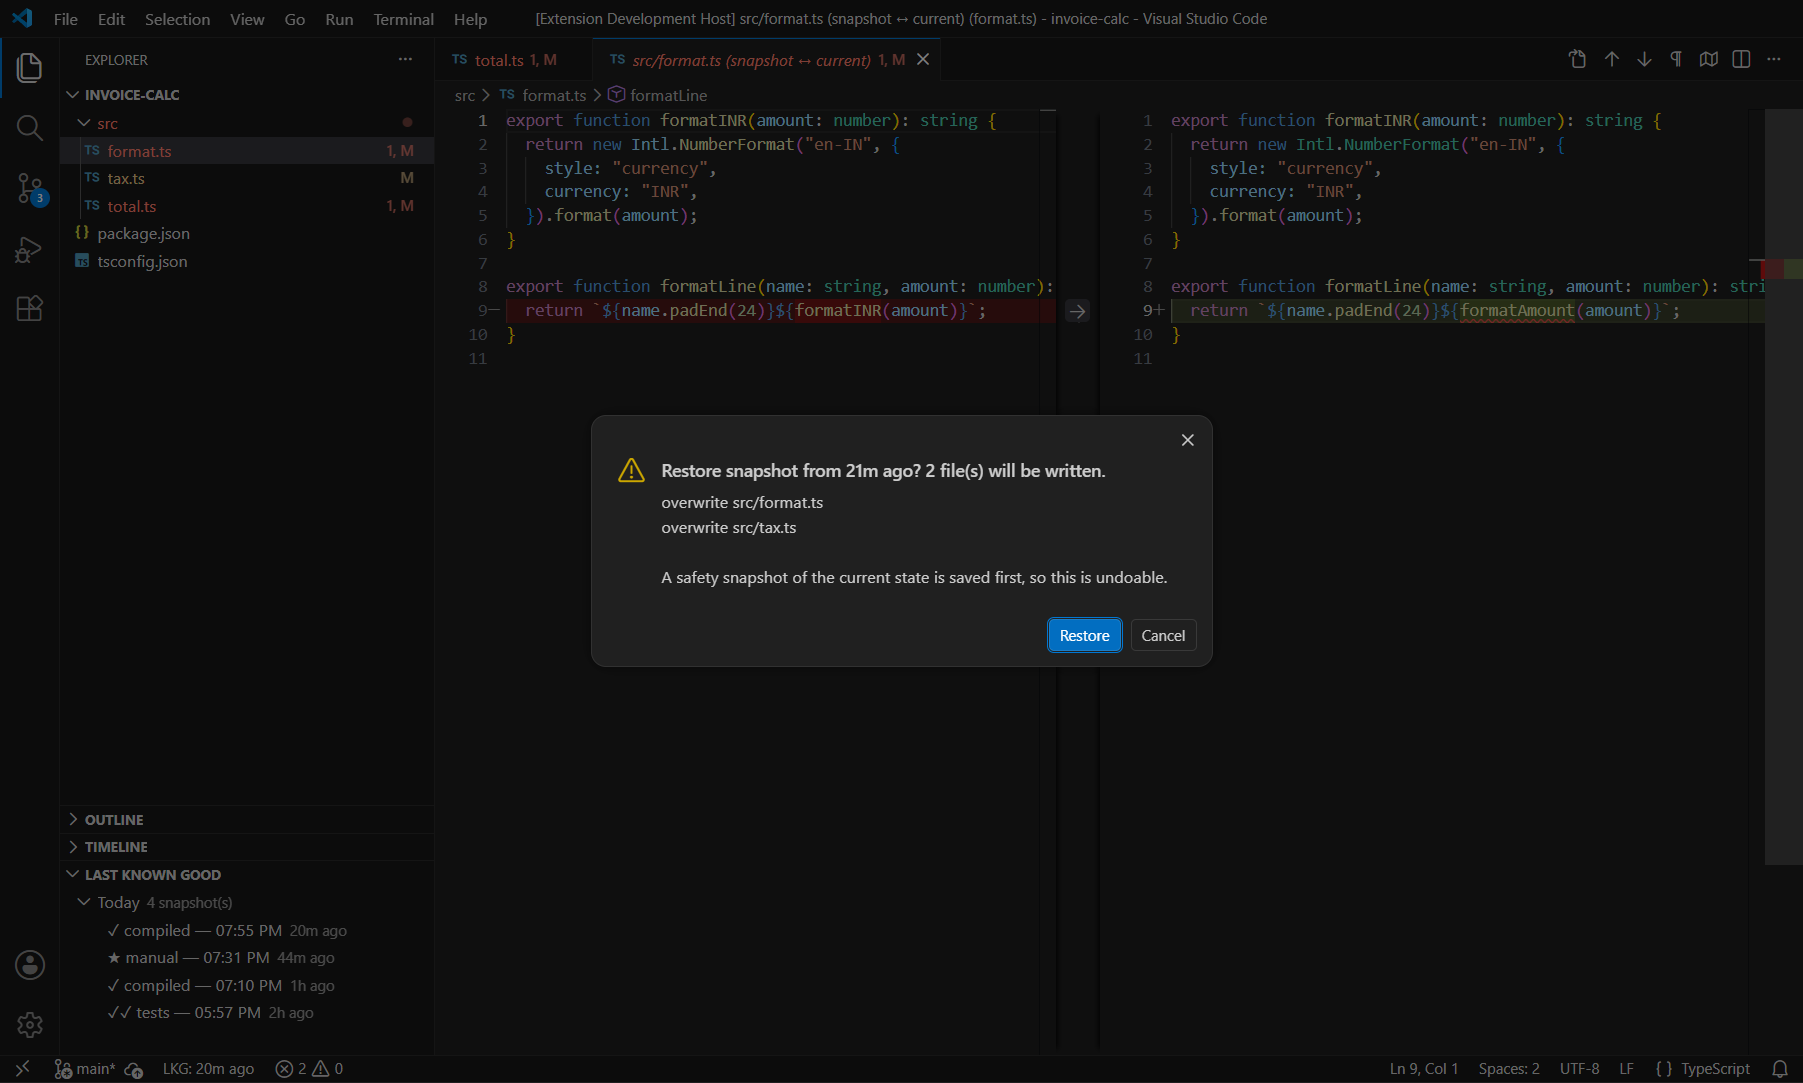 File Edit Selection View Go Run Terminal Help
[Extension Development Host] src/format.ts (snapshot ↔ current) (format.ts) - invoice-calc - Visual Studio Code
EXPLORER
INVOICE-CALC
src
TS format.ts 1, M
TS tax.ts M
TS total.ts 1, M
{} package.json
TS tsconfig.json
3
OUTLINE
TIMELINE
LAST KNOWN GOOD
Today 4 snapshot(s)
✓ compiled — 07:55 PM 20m ago
★ manual — 07:31 PM 44m ago
✓ compiled — 07:10 PM 1h ago
✓✓ tests — 05:57 PM 2h ago
TS total.ts 1, M
TS src/format.ts (snapshot ↔ current) 1, M
src > TS format.ts > formatLine
1 export function formatINR(amount: number): string {
2 return new Intl.NumberFormat("en-IN", {
3 style: "currency",
4 currency: "INR",
5 }).format(amount);
6 }
7
8 export function formatLine(name: string, amount: number):
9− return `${name.padEnd(24)}${formatINR(amount)}`;
10 }
11
1 export function formatINR(amount: number): string {
2 return new Intl.NumberFormat("en-IN", {
3 style: "currency",
4 currency: "INR",
5 }).format(amount);
6 }
7
8 export function formatLine(name: string, amount: number): stri
9+ return `${name.padEnd(24)}${formatAmount(amount)}`;
10 }
11
Restore snapshot from 21m ago? 2 file(s) will be written.
overwrite src/format.ts
overwrite src/tax.ts
A safety snapshot of the current state is saved first, so this is undoable.
Restore Cancel
main* LKG: 20m ago 2 0
Ln 9, Col 1 Spaces: 2 UTF-8 LF {} TypeScript